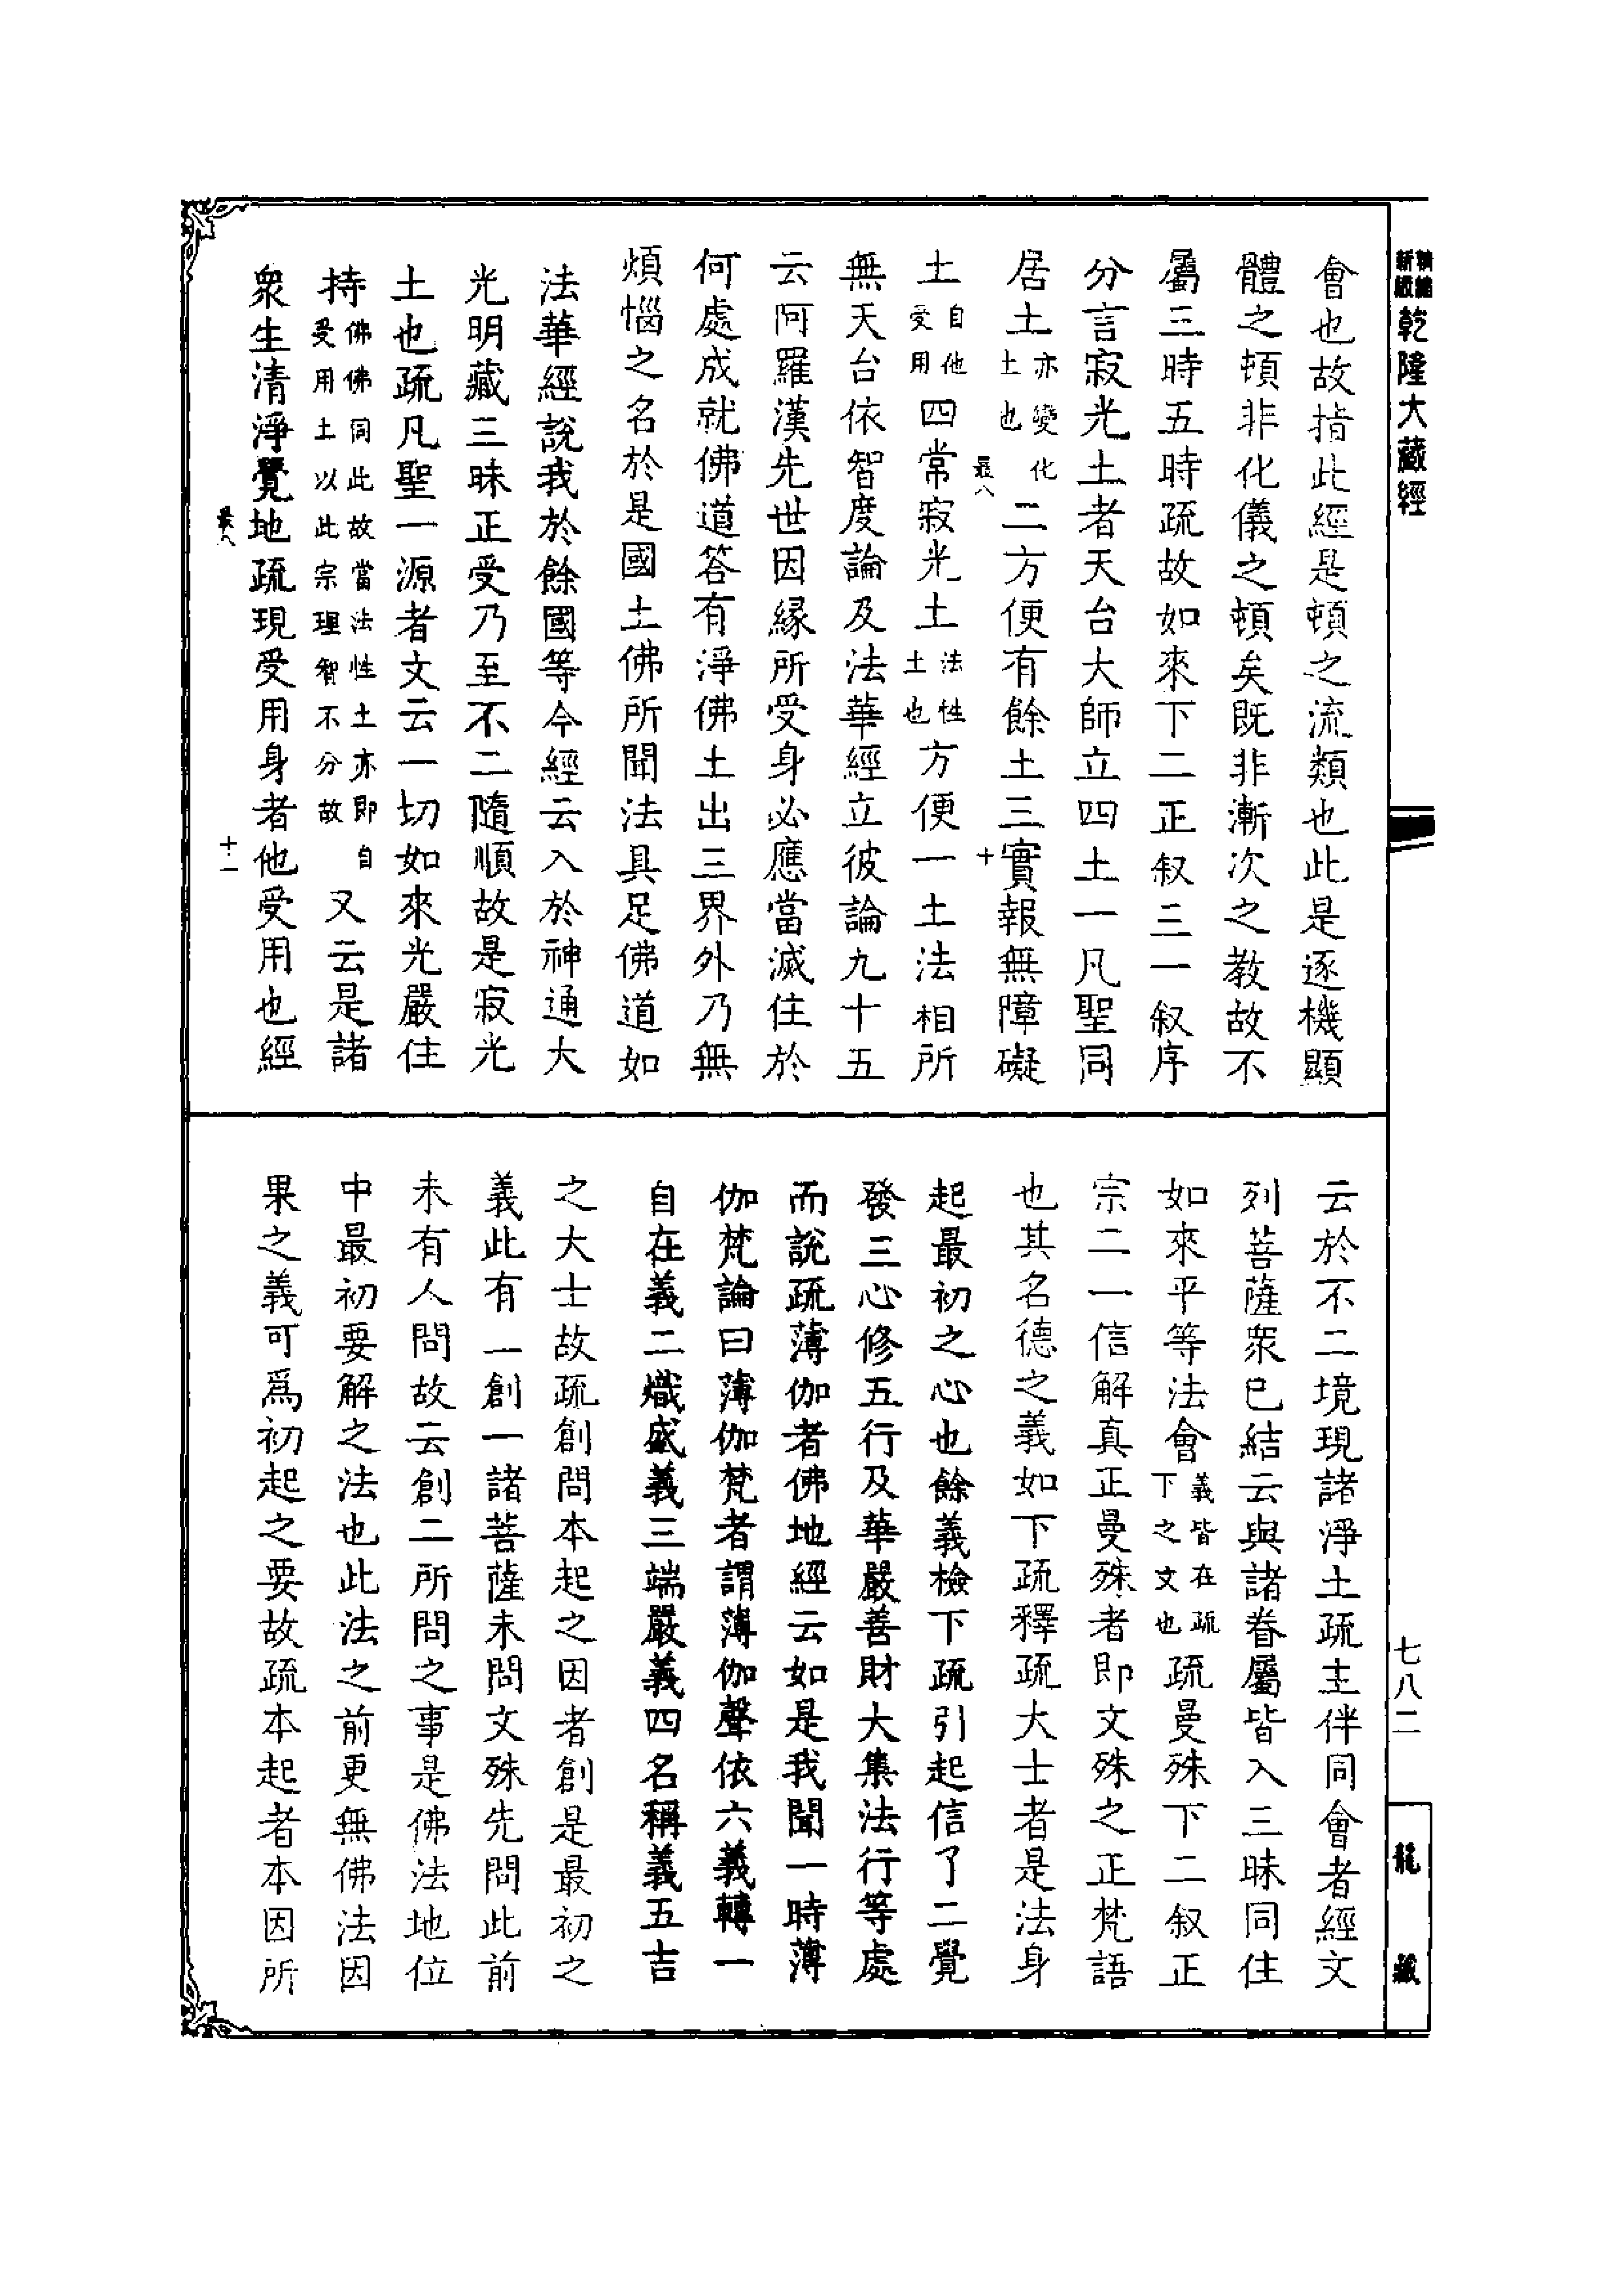 乾隆大藏經
會也故指此經是頓之流類也此是逐機顯
體之頓非化儀之頓矣既非漸次之教故不
屬三時五時疏故如來下二正叙三一叙序
分言寂光土者天台大師立四土一凡聖同
居土亦變化土也二方便有餘土三實報無障礙
最八
十
土自他受用四常寂光土法性土也方便一土法相所
無天台依智度論及法華經立彼論九十五
云阿羅漢先世因緣所受身必應當滅住於
何處成就佛道答有淨佛土出三界外乃無
煩惱之名於是國土佛所聞法具足佛道如
法華經說我於餘國等今經云入於神通大
光明藏三昧正受乃至不二隨順故是寂光
土也疏凡聖一源者文云一切如來光嚴住
持佛佛同此故當法性土亦即自受用土以此宗理智不分故又云是諸
衆生清淨覺地疏現受用身者他受用也經
最八
十一
云於不二境現諸淨土疏主伴同會者經文
列菩薩衆已結云與諸眷屬皆入三昧同住
如來平等法會義皆在疏下之文也疏曼殊下二叙正
宗二一信解真正曼殊者即文殊之正梵語
也其名德之義如下疏釋疏大士者是法身
起最初之心也餘義檢下疏引起信了二覺
發三心修五行及華嚴善財大集法行等處
而說疏薄伽者佛地經云如是我聞一時薄
伽梵論曰薄伽梵者謂薄伽聲依六義轉一
自在義二熾盛義三端嚴義四名稱義五吉
之大士故疏創問本起之因者創是最初之
義此有一創一諸菩薩未問文殊先問此前
未有人問故云創二所問之事是佛法地位
中最初要解之法也此法之前更無佛法因
果之義可爲初起之要故疏本起者本因所
七八二
龍藏